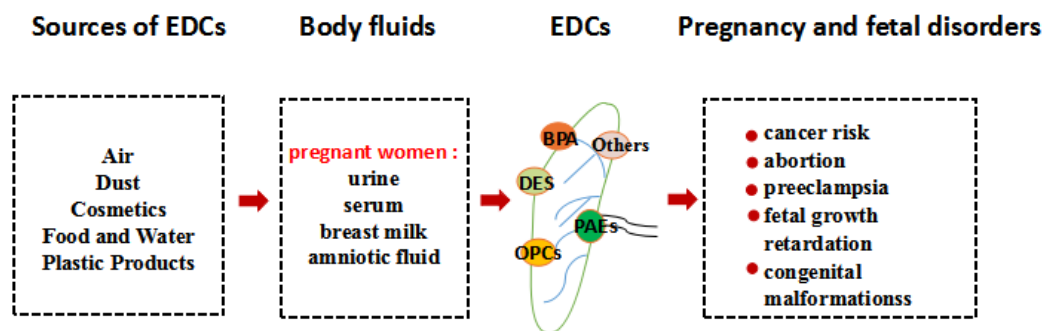 Sources of EDCs
Body fluids
EDCs
Pregnancy and fetal disorders
Air
Dust
Cosmetics
Food and Water
Plastic Products
pregnant women :
urine
serum
breast milk
amniotic fluid
BPA
Others
DES
PAEs
OPCs
cancer risk
abortion
preeclampsia
fetal growth
retardation
congenital
malformationss